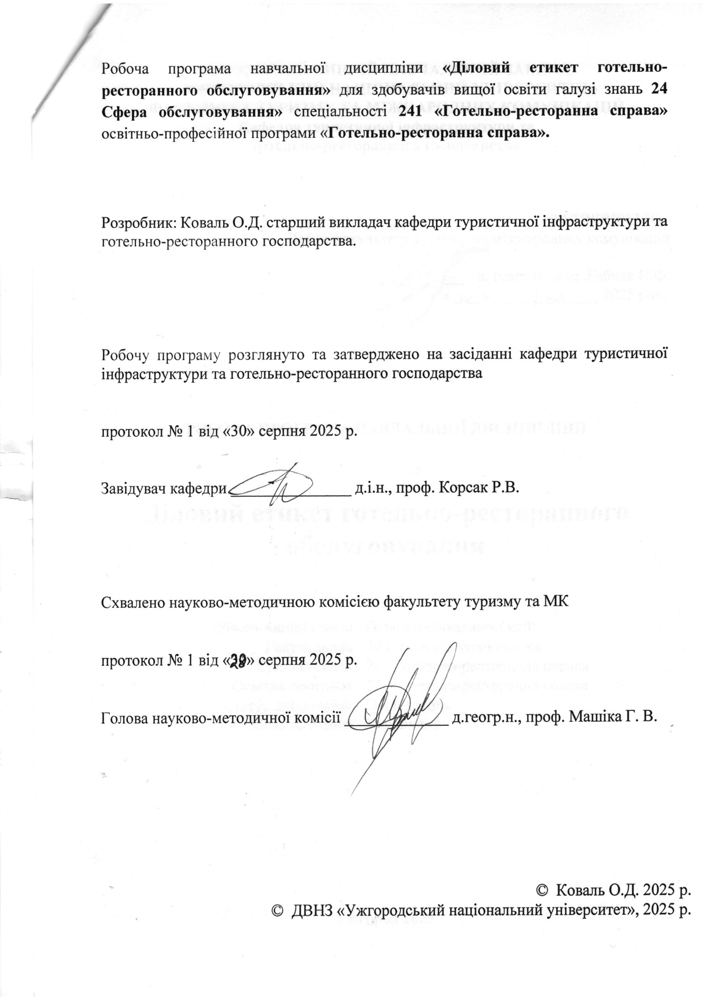 Робоча програма навчальної дисципліни «Діловий етикет готельно-
ресторанного обслуговування» для здобувачів вищої освіти галузі знань 24
Сфера обслуговування» спеціальності 241 «Готельно-ресторанна справа»
освітньо-професійної програми «Готельно-ресторанна справа».
Розробник: Коваль О.Д. старший викладач кафедри туристичної інфраструктури та
готельно-ресторанного господарства.
Робочу програму розглянуто та затверджено на засіданні кафедри туристичної
інфраструктури та готельно-ресторанного господарства
протокол № 1 від «30» серпня 2025 р.
Завідувач кафедри ______________ д.і.н., проф. Корсак Р.В.
Схвалено науково-методичною комісією факультету туризму та МК
протокол № 1 від « » серпня 2025 р.
Голова науково-методичної комісії ____________ д.геогр.н., проф. Машіка Г. В.
© Коваль О.Д. 2025 р.
© ДВНЗ «Ужгородський національний університет», 2025 р.